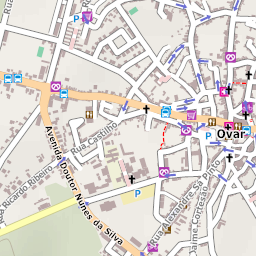 Rua
Ovar
Rua Castilho
Avenida Doutor Nunes da Silva
Ricardo Ribeiro
Rua Alexandre Sá Pinto
Jaime Cortesão